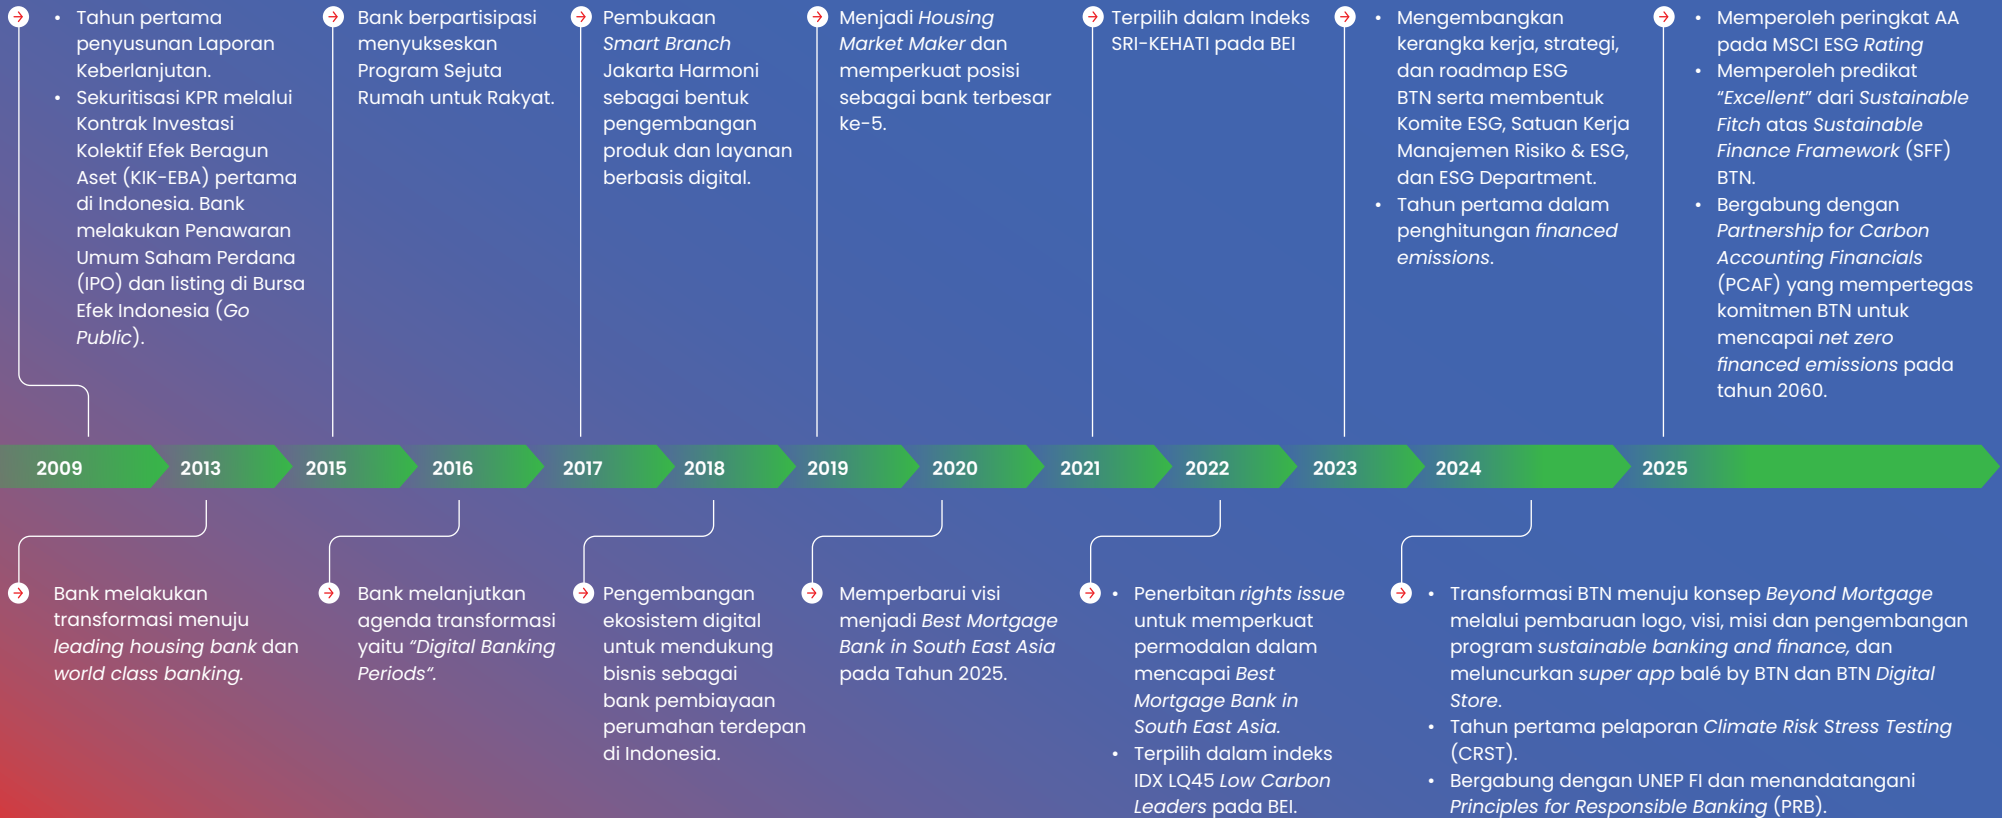 • Tahun pertama
penyusunan Laporan
Keberlanjutan.
• Sekuritisasi KPR melalui
Kontrak Investasi
Kolektif Efek Beragun
Aset (KIK-EBA) pertama
di Indonesia. Bank
melakukan Penawaran
Umum Saham Perdana
(IPO) dan listing di Bursa
Efek Indonesia (Go
Public).
Bank berpartisipasi
menyukseskan
Program Sejuta
Rumah untuk Rakyat.
Pembukaan
Smart Branch
Jakarta Harmoni
sebagai bentuk
pengembangan
produk dan layanan
berbasis digital.
Menjadi Housing
Market Maker dan
memperkuat posisi
sebagai bank terbesar
ke-5.
Terpilih dalam Indeks
SRI-KEHATI pada BEI
• Mengembangkan
kerangka kerja, strategi,
dan roadmap ESG
BTN serta membentuk
Komite ESG, Satuan Kerja
Manajemen Risiko & ESG,
dan ESG Department.
• Tahun pertama dalam
penghitungan financed
emissions.
• Memperoleh peringkat AA
pada MSCI ESG Rating
• Memperoleh predikat
“Excellent” dari Sustainable
Fitch atas Sustainable
Finance Framework (SFF)
BTN.
• Bergabung dengan
Partnership for Carbon
Accounting Financials
(PCAF) yang mempertegas
komitmen BTN untuk
mencapai net zero
financed emissions pada
tahun 2060.
2009 2013 2015 2016 2017 2018 2019 2020 2021 2022 2023 2024 2025
Bank melakukan
transformasi menuju
leading housing bank dan
world class banking.
Bank melanjutkan
agenda transformasi
yaitu “Digital Banking
Periods“.
Pengembangan
ekosistem digital
untuk mendukung
bisnis sebagai
bank pembiayaan
perumahan terdepan
di Indonesia.
Memperbarui visi
menjadi Best Mortgage
Bank in South East Asia
pada Tahun 2025.
• Penerbitan rights issue
untuk memperkuat
permodalan dalam
mencapai Best
Mortgage Bank in
South East Asia.
• Terpilih dalam indeks
IDX LQ45 Low Carbon
Leaders pada BEI.
• Transformasi BTN menuju konsep Beyond Mortgage
melalui pembaruan logo, visi, misi dan pengembangan
program sustainable banking and finance, dan
meluncurkan super app balé by BTN dan BTN Digital
Store.
• Tahun pertama pelaporan Climate Risk Stress Testing
(CRST).
• Bergabung dengan UNEP FI dan menandatangani
Principles for Responsible Banking (PRB).